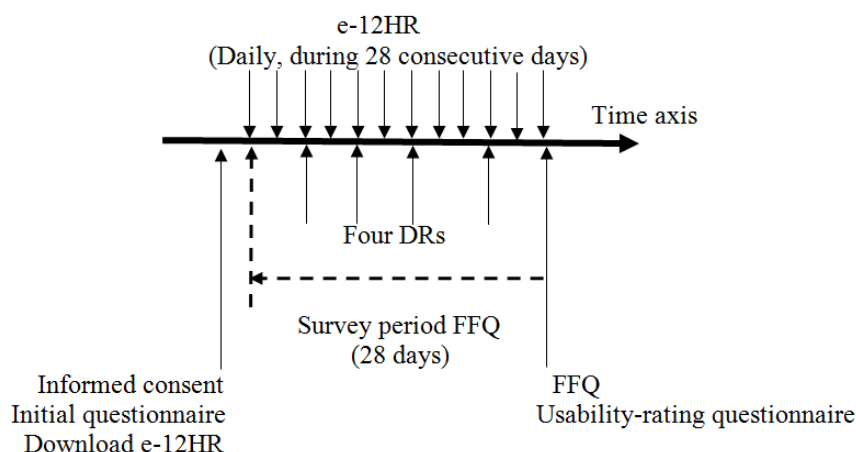 e-12HR
(Daily, during 28 consecutive days)
Time axis
Four DRs
Survey period FFQ
(28 days)
Informed consent
Initial questionnaire
Download e-12HR
FFQ
Usability-rating questionnaire